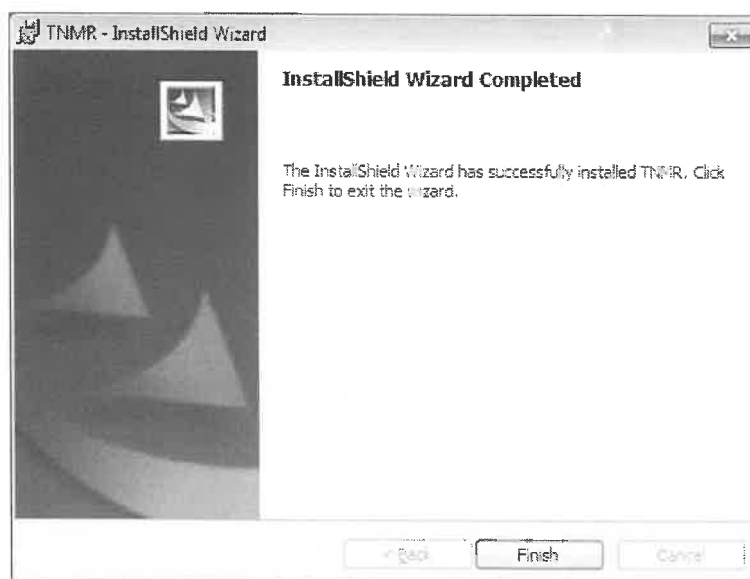 TNMR - InstallShield Wizard
InstallShield Wizard Completed
The InstallShield Wizard has successfully installed TNMR. Click
Finish to exit the wizard.
< Back
Finish
Cancel